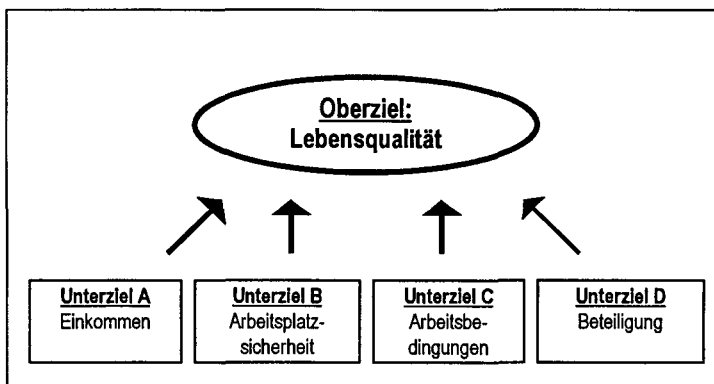 Oberziel:
Lebensqualität
Unterziel A
Einkommen
Unterziel B
Arbeitsplatz-
sicherheit
Unterziel C
Arbeitsbe-
dingungen
Unterziel D
Beteiligung